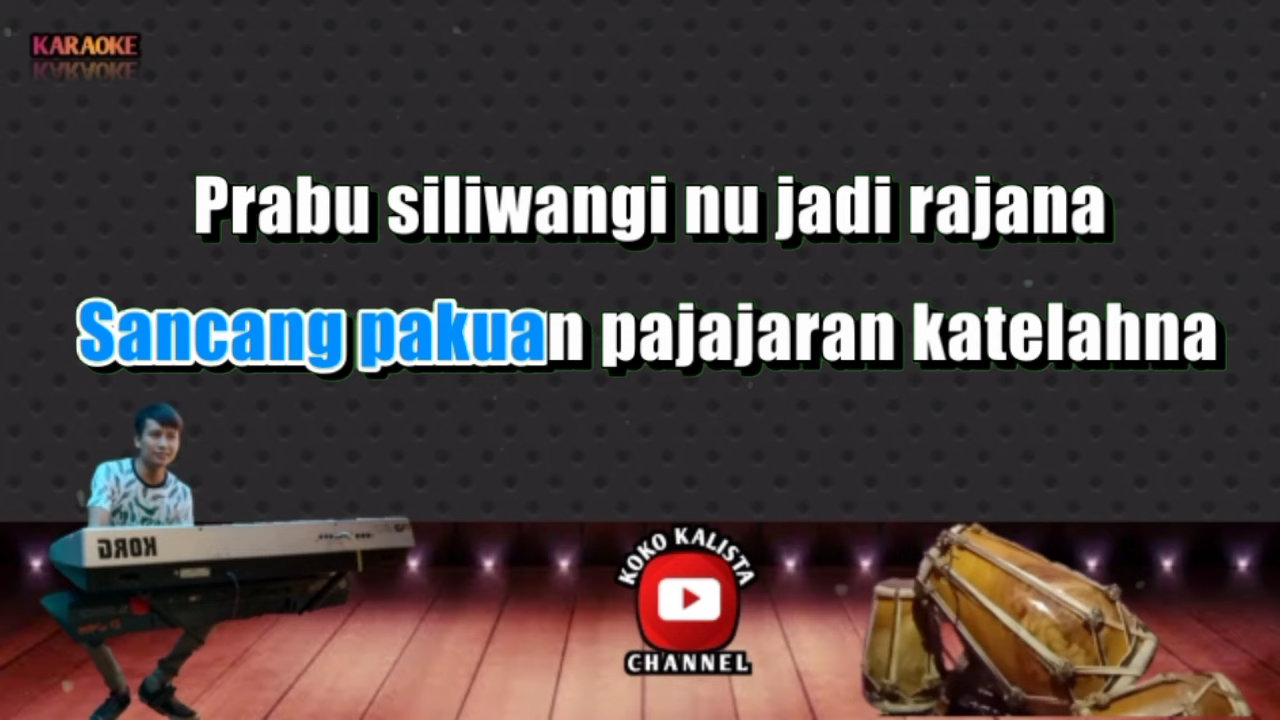 KARAOKE
Prabu siliwangi nu jadi rajana
Sancang pakuan pajajaran katelahna
KORG
KOKO KALISTA
CHANNEL